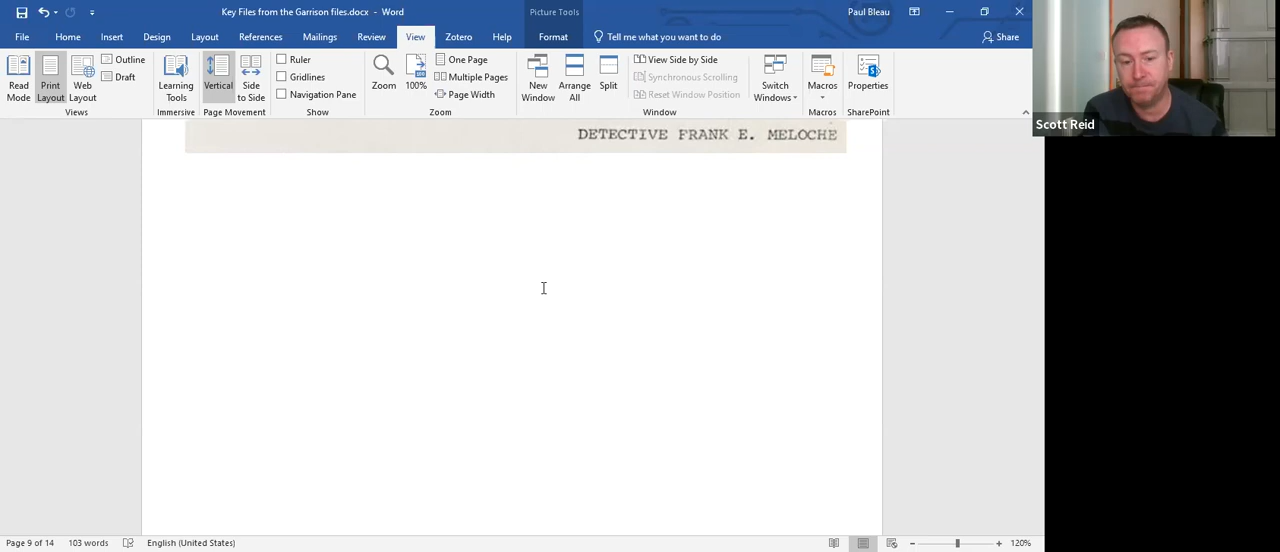 Key Files from the Garrison files.docx - Word
Picture Tools
Paul Bleau
File Home Insert Design Layout References Mailings Review View Zotero Help Format Tell me what you want to do Share
Read Mode
Print Layout
Web Layout
Outline
Draft
Views
Learning Tools
Immersive
Vertical
Side to Side
Page Movement
Ruler
Gridlines
Navigation Pane
Show
Zoom
100%
One Page
Multiple Pages
Page Width
Zoom
New Window
Arrange All
Split
View Side by Side
Synchronous Scrolling
Reset Window Position
Window
Switch Windows
Macros
Macros
Properties
SharePoint
Scott Reid
DETECTIVE FRANK E. MELOCHE
Page 9 of 14 103 words English (United States) 120%